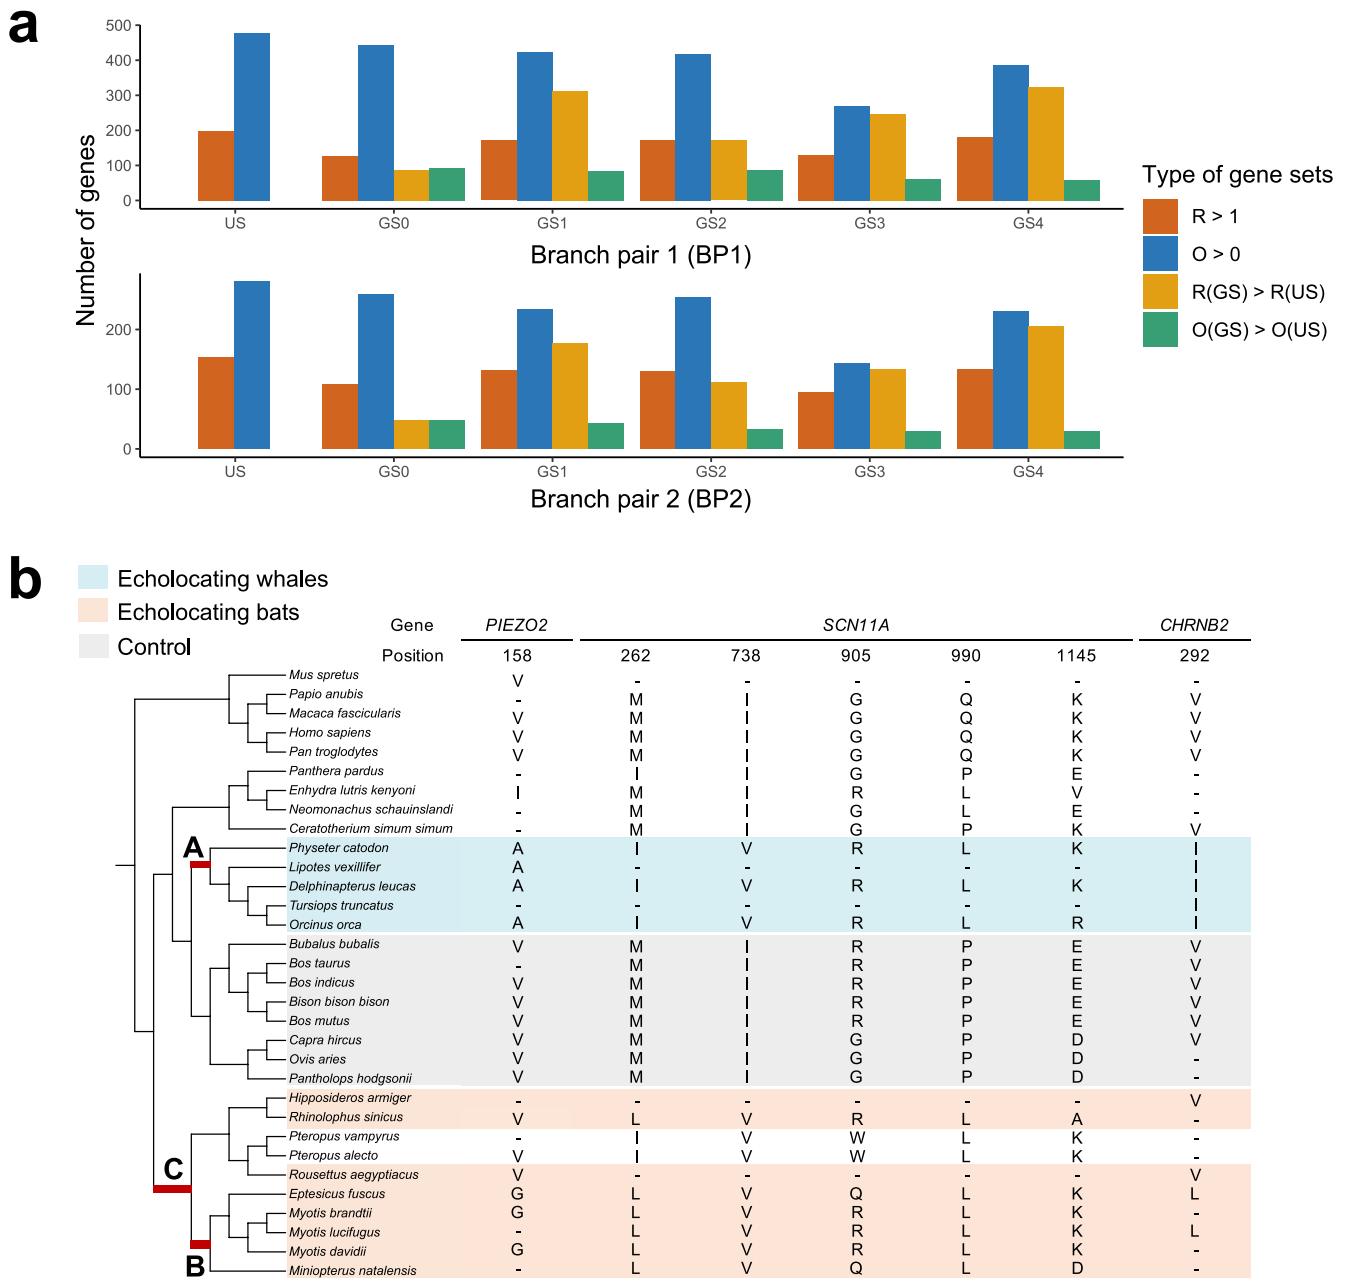 a
Number of genes
500
400
300
200
100
0
US GS0 GS1 GS2 GS3 GS4
Branch pair 1 (BP1)
200
100
0
US GS0 GS1 GS2 GS3 GS4
Branch pair 2 (BP2)
Type of gene sets
R > 1
O > 0
R(GS) > R(US)
O(GS) > O(US)
b
Echolocating whales
Echolocating bats
Control
Gene PIEZO2 SCN11A CHRNB2
Position 158 262 738 905 990 1145 292
Mus spretus V - - - - - -
Papio anubis - M I G Q K V
Macaca fascicularis V M I G Q K V
Homo sapiens V M I G Q K V
Pan troglodytes V M I G Q K V
Panthera pardus - I I G P E -
Enhydra lutris kenyoni I M I R L V -
Neomonachus schauinslandi - M I G L E -
Ceratotherium simum simum - M I G P K V
A
Physeter catodon A I V R L K I
Lipotes vexillifer A - - - - - I
Delphinapterus leucas A I V R L K I
Tursiops truncatus - - - - - - I
Orcinus orca A I V R L R I
Bubalus bubalis V M I R P E V
Bos taurus - M I R P E V
Bos indicus V M I R P E V
Bison bison bison V M I R P E V
Bos mutus V M I R P E V
Capra hircus V M I G P D V
Ovis aries V M I G P D -
Pantholops hodgsonii V M I G P D -
Hipposideros armiger - - - - - - V
Rhinolophus sinicus V L V R L A -
Pteropus vampyrus - I V W L K -
Pteropus alecto V I V W L K -
C
Rousettus aegyptiacus V - - - - - V
Eptesicus fuscus G L V Q L K L
Myotis brandtii G L V R L K -
Myotis lucifugus - L V R L K L
Myotis davidii G L V R L K -
B
Miniopterus natalensis - L V Q L D -